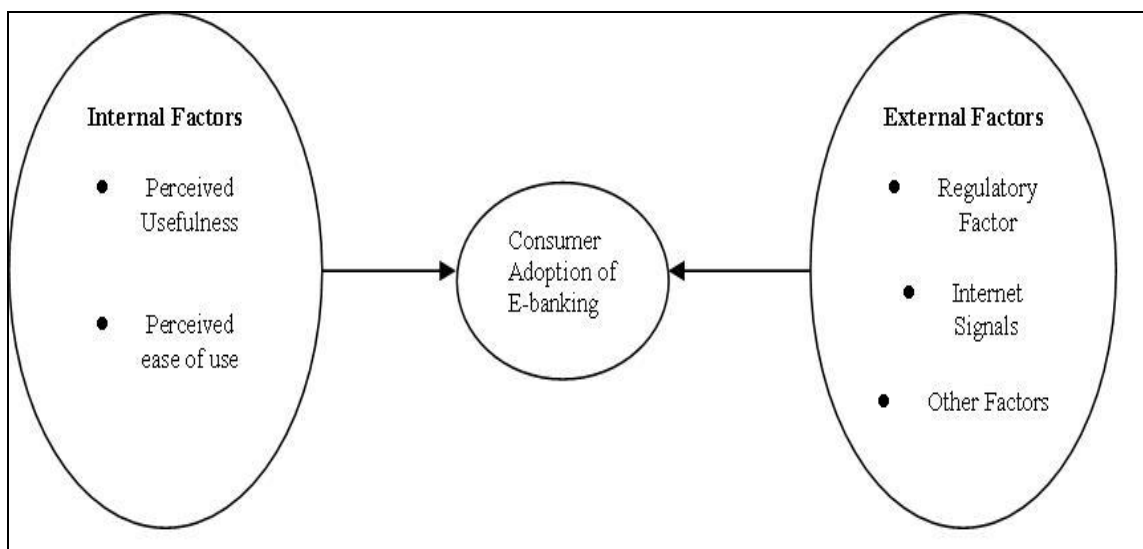 Internal Factors
● Perceived
Usefulness
● Perceived
ease of use
Consumer
Adoption of
E-banking
External Factors
● Regulatory
Factor
● Internet
Signals
● Other Factors